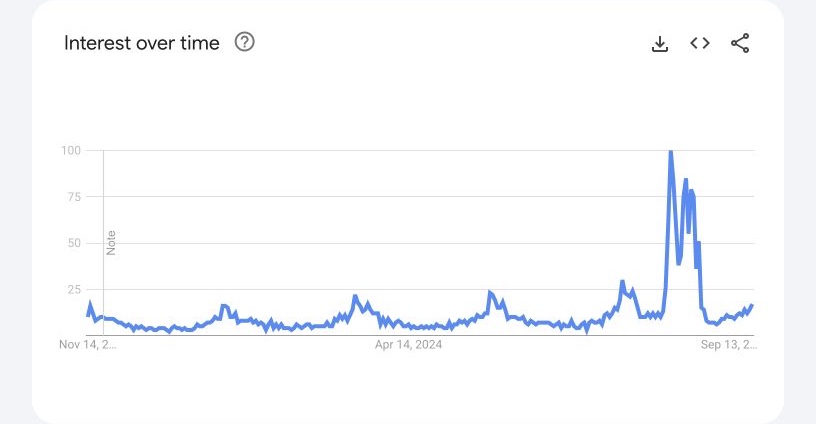 Interest over time
100
75
50
25
Note
Nov 14, 2...
Apr 14, 2024
Sep 13, 2...